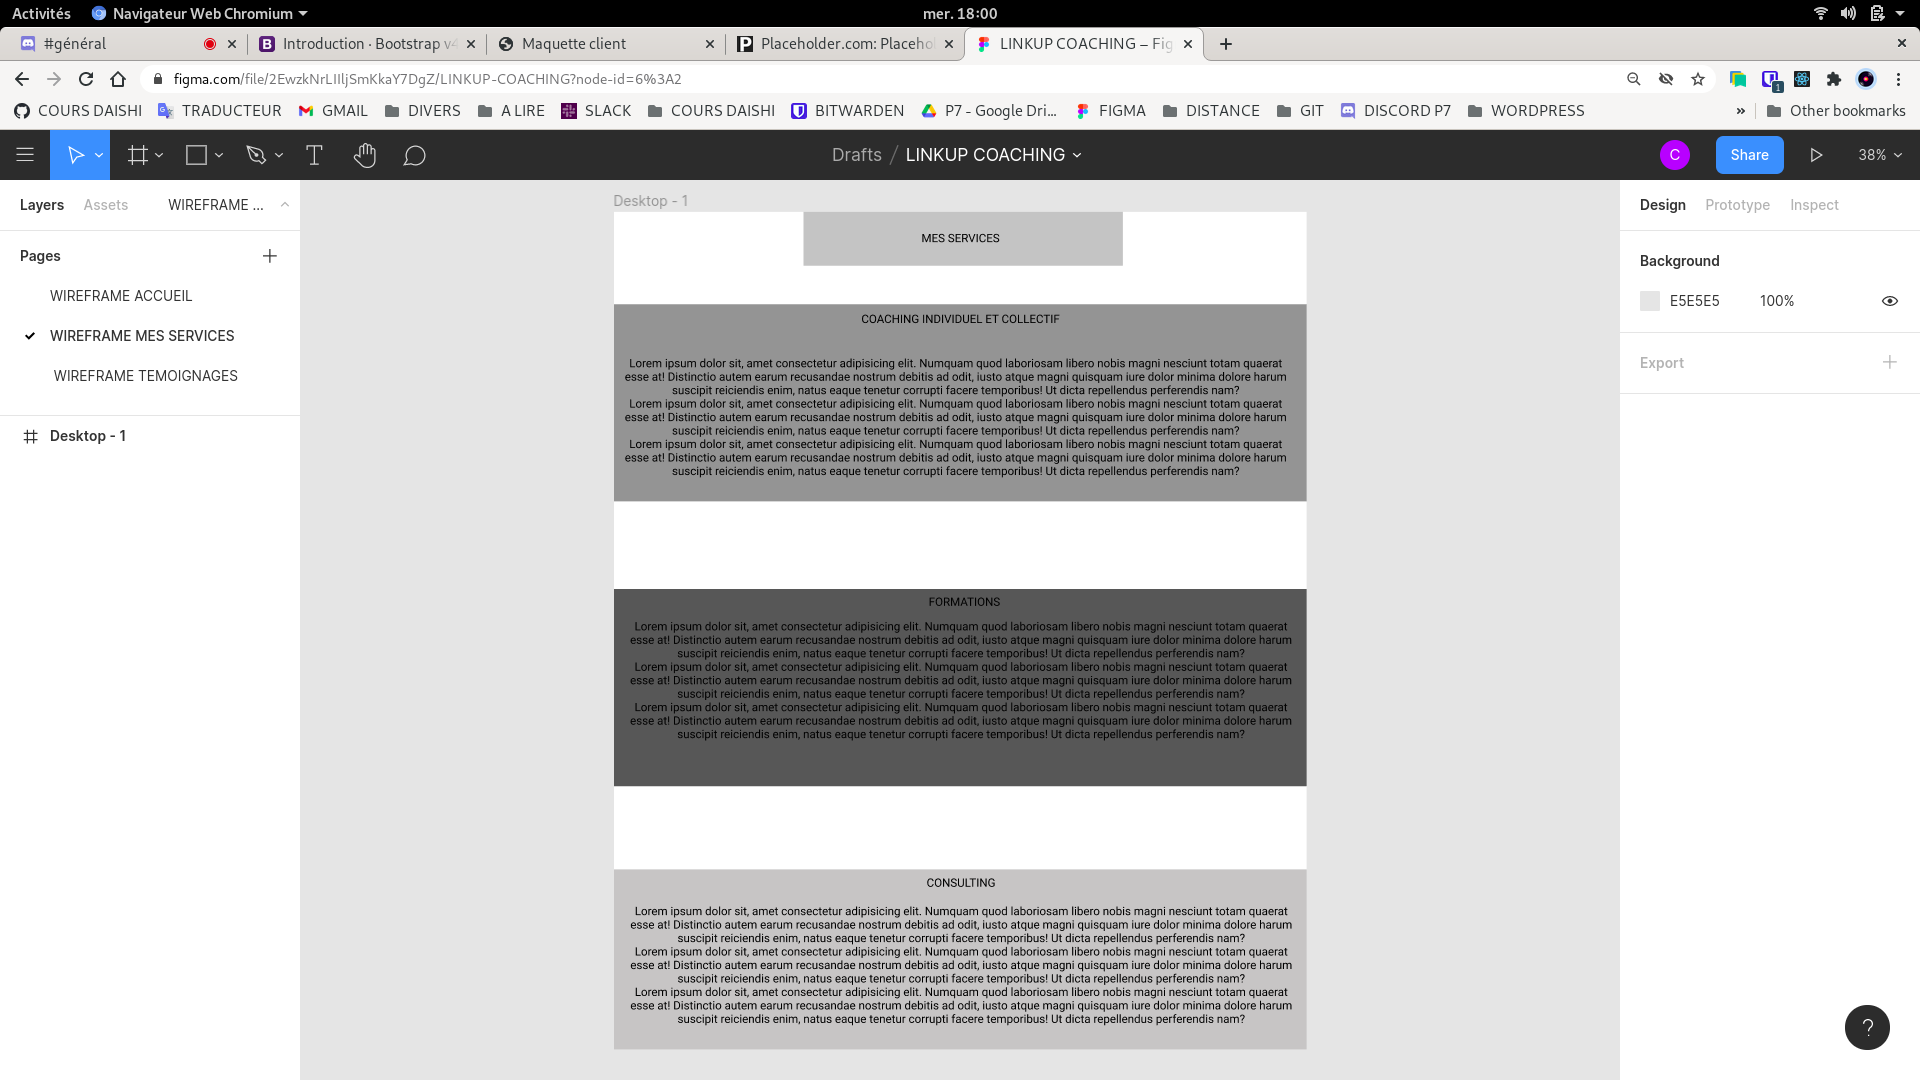 Activités
Navigateur Web Chromium
mer. 18:00
#général
Introduction · Bootstrap v4
Maquette client
Placeholder.com: Placehol
LINKUP COACHING – Fig
figma.com/file/2EwzkNrLIIljSmKkaY7DgZ/LINKUP-COACHING?node-id=6%3A2
1
COURS DAISHI
TRADUCTEUR
GMAIL
DIVERS
A LIRE
SLACK
COURS DAISHI
BITWARDEN
P7 - Google Dri...
FIGMA
DISTANCE
GIT
DISCORD P7
WORDPRESS
»
Other bookmarks
Drafts / LINKUP COACHING
C
Share
38%
Layers
Assets
WIREFRAME ...
Pages
WIREFRAME ACCUEIL
WIREFRAME MES SERVICES
WIREFRAME TEMOIGNAGES
Desktop - 1
Desktop - 1
MES SERVICES
COACHING INDIVIDUEL ET COLLECTIF
Lorem ipsum dolor sit, amet consectetur adipisicing elit. Numquam quod laboriosam libero nobis magni nesciunt totam quaerat
esse at! Distinctio autem earum recusandae nostrum debitis ad odit, iusto atque magni quisquam iure dolor minima dolore harum
suscipit reiciendis enim, natus eaque tenetur corrupti facere temporibus! Ut dicta repellendus perferendis nam?
Lorem ipsum dolor sit, amet consectetur adipisicing elit. Numquam quod laboriosam libero nobis magni nesciunt totam quaerat
esse at! Distinctio autem earum recusandae nostrum debitis ad odit, iusto atque magni quisquam iure dolor minima dolore harum
suscipit reiciendis enim, natus eaque tenetur corrupti facere temporibus! Ut dicta repellendus perferendis nam?
Lorem ipsum dolor sit, amet consectetur adipisicing elit. Numquam quod laboriosam libero nobis magni nesciunt totam quaerat
esse at! Distinctio autem earum recusandae nostrum debitis ad odit, iusto atque magni quisquam iure dolor minima dolore harum
suscipit reiciendis enim, natus eaque tenetur corrupti facere temporibus! Ut dicta repellendus perferendis nam?
FORMATIONS
Lorem ipsum dolor sit, amet consectetur adipisicing elit. Numquam quod laboriosam libero nobis magni nesciunt totam quaerat
esse at! Distinctio autem earum recusandae nostrum debitis ad odit, iusto atque magni quisquam iure dolor minima dolore harum
suscipit reiciendis enim, natus eaque tenetur corrupti facere temporibus! Ut dicta repellendus perferendis nam?
Lorem ipsum dolor sit, amet consectetur adipisicing elit. Numquam quod laboriosam libero nobis magni nesciunt totam quaerat
esse at! Distinctio autem earum recusandae nostrum debitis ad odit, iusto atque magni quisquam iure dolor minima dolore harum
suscipit reiciendis enim, natus eaque tenetur corrupti facere temporibus! Ut dicta repellendus perferendis nam?
Lorem ipsum dolor sit, amet consectetur adipisicing elit. Numquam quod laboriosam libero nobis magni nesciunt totam quaerat
esse at! Distinctio autem earum recusandae nostrum debitis ad odit, iusto atque magni quisquam iure dolor minima dolore harum
suscipit reiciendis enim, natus eaque tenetur corrupti facere temporibus! Ut dicta repellendus perferendis nam?
CONSULTING
Lorem ipsum dolor sit, amet consectetur adipisicing elit. Numquam quod laboriosam libero nobis magni nesciunt totam quaerat
esse at! Distinctio autem earum recusandae nostrum debitis ad odit, iusto atque magni quisquam iure dolor minima dolore harum
suscipit reiciendis enim, natus eaque tenetur corrupti facere temporibus! Ut dicta repellendus perferendis nam?
Lorem ipsum dolor sit, amet consectetur adipisicing elit. Numquam quod laboriosam libero nobis magni nesciunt totam quaerat
esse at! Distinctio autem earum recusandae nostrum debitis ad odit, iusto atque magni quisquam iure dolor minima dolore harum
suscipit reiciendis enim, natus eaque tenetur corrupti facere temporibus! Ut dicta repellendus perferendis nam?
Lorem ipsum dolor sit, amet consectetur adipisicing elit. Numquam quod laboriosam libero nobis magni nesciunt totam quaerat
esse at! Distinctio autem earum recusandae nostrum debitis ad odit, iusto atque magni quisquam iure dolor minima dolore harum
suscipit reiciendis enim, natus eaque tenetur corrupti facere temporibus! Ut dicta repellendus perferendis nam?
Design
Prototype
Inspect
Background
E5E5E5
100%
Export
?